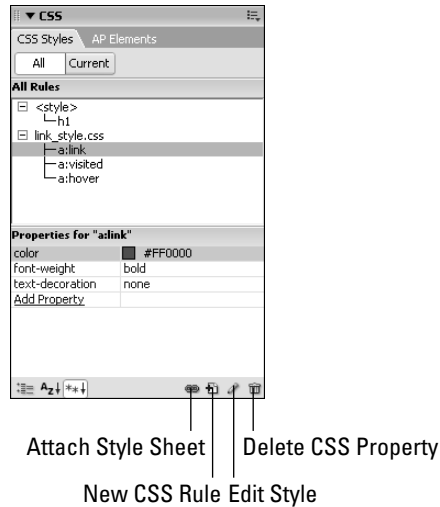 CSS
CSS Styles AP Elements
All Current
All Rules
<style>
h1
link_style.css
a:link
a:visited
a:hover
Properties for "a:link"
color #FF0000
font-weight bold
text-decoration none
Add Property
Attach Style Sheet Delete CSS Property
New CSS Rule Edit Style